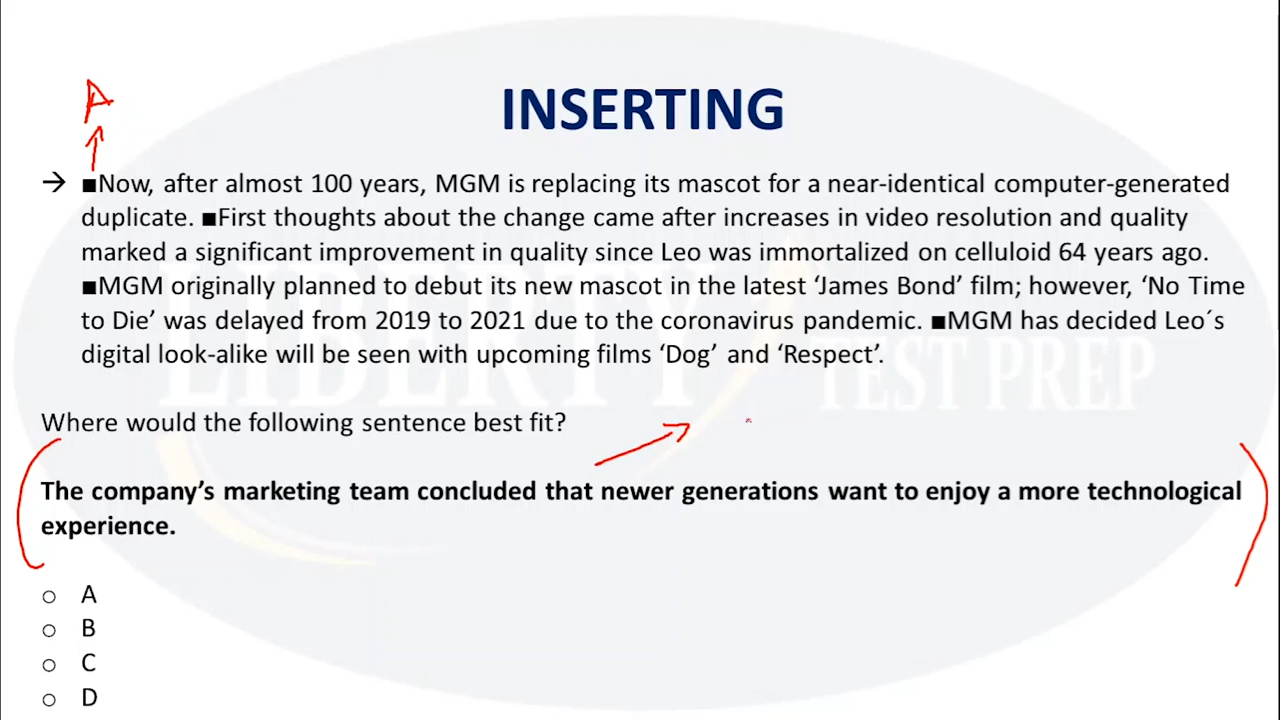 INSERTING
A
→ ■Now, after almost 100 years, MGM is replacing its mascot for a near-identical computer-generated
duplicate. ■First thoughts about the change came after increases in video resolution and quality
marked a significant improvement in quality since Leo was immortalized on celluloid 64 years ago.
■MGM originally planned to debut its new mascot in the latest ‘James Bond’ film; however, ‘No Time
to Die’ was delayed from 2019 to 2021 due to the coronavirus pandemic. ■MGM has decided Leo´s
digital look-alike will be seen with upcoming films ‘Dog’ and ‘Respect’.
LIBERTY TEST PREP
Where would the following sentence best fit?
The company’s marketing team concluded that newer generations want to enjoy a more technological
experience.
○ A
○ B
○ C
○ D